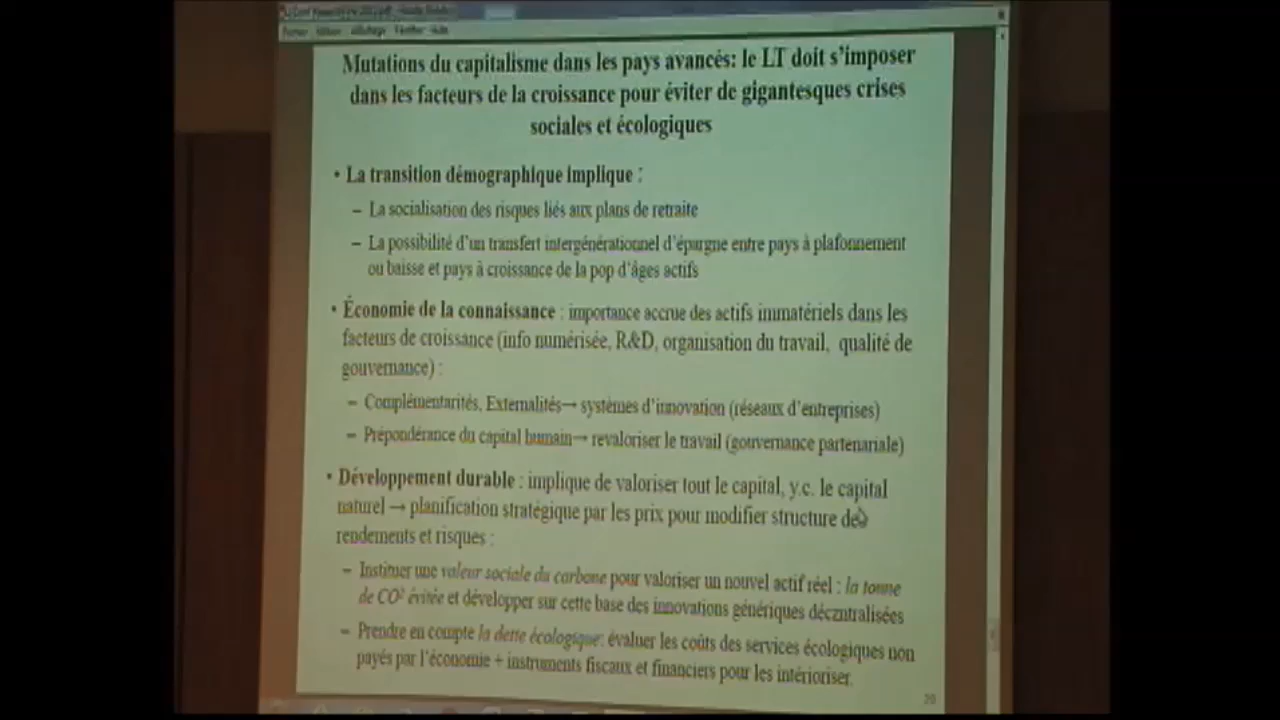 Mutations du capitalisme dans les pays avancés: le LT doit s'imposer
dans les facteurs de la croissance pour éviter de gigantesques crises
sociales et écologiques
• La transition démographique implique :
– La socialisation des risques liés aux plans de retraite
– La possibilité d'un transfert intergénérationnel d'épargne entre pays à plafonnement
ou baisse et pays à croissance de la pop d'âges actifs
• Économie de la connaissance : importance accrue des actifs immatériels dans les
facteurs de croissance (info numérisée, R&D, organisation du travail, qualité de
gouvernance) :
– Complémentarités, Externalités→ systèmes d'innovation (réseaux d'entreprises)
– Prépondérance du capital humain→ revaloriser le travail (gouvernance partenariale)
• Développement durable : implique de valoriser tout le capital, y.c. le capital
naturel → planification stratégique par les prix pour modifier structure des
rendements et risques :
– Instituer une valeur sociale du carbone pour valoriser un nouvel actif réel : la tonne
de CO² évitée et développer sur cette base des innovations génériques décentralisées
– Prendre en compte la dette écologique: évaluer les coûts des services écologiques non
payés par l'économie + instruments fiscaux et financiers pour les intérioriser.